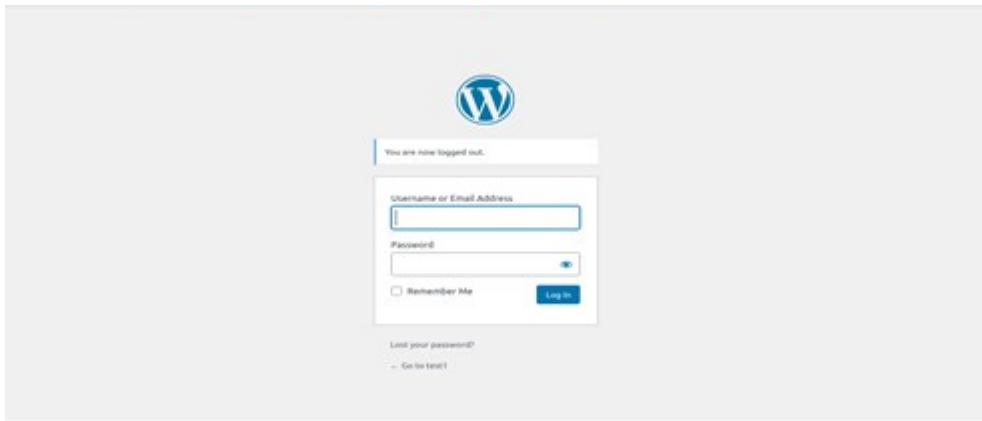 You are now logged out.
Username or Email Address
Password
Remember Me
Log In
Lost your password?
← Go to test1